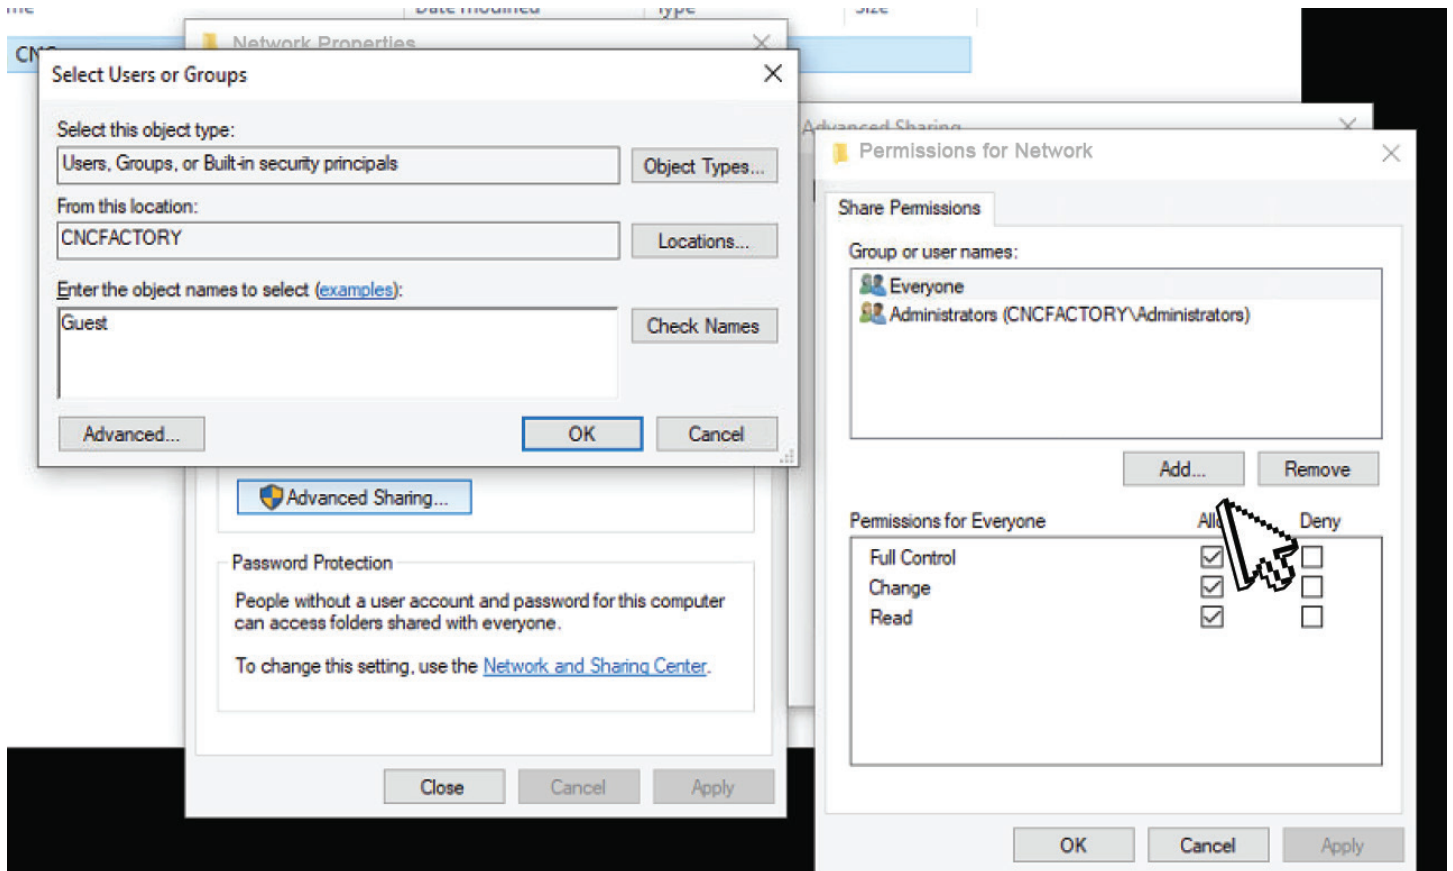 Date modified
Type
Size
CNC
Network Properties
Select Users or Groups
Select this object type:
Users, Groups, or Built-in security principals
Object Types...
From this location:
CNCFACTORY
Locations...
Enter the object names to select (examples):
Guest
Check Names
Advanced...
OK
Cancel
Advanced Sharing...
Password Protection
People without a user account and password for this computer
can access folders shared with everyone.
To change this setting, use the Network and Sharing Center.
Close
Cancel
Apply
Advanced Sharing
Permissions for Network
Share Permissions
Group or user names:
Everyone
Administrators (CNCFACTORY\Administrators)
Add...
Remove
Permissions for Everyone
Deny
Full Control
Change
Read
OK
Cancel
Apply